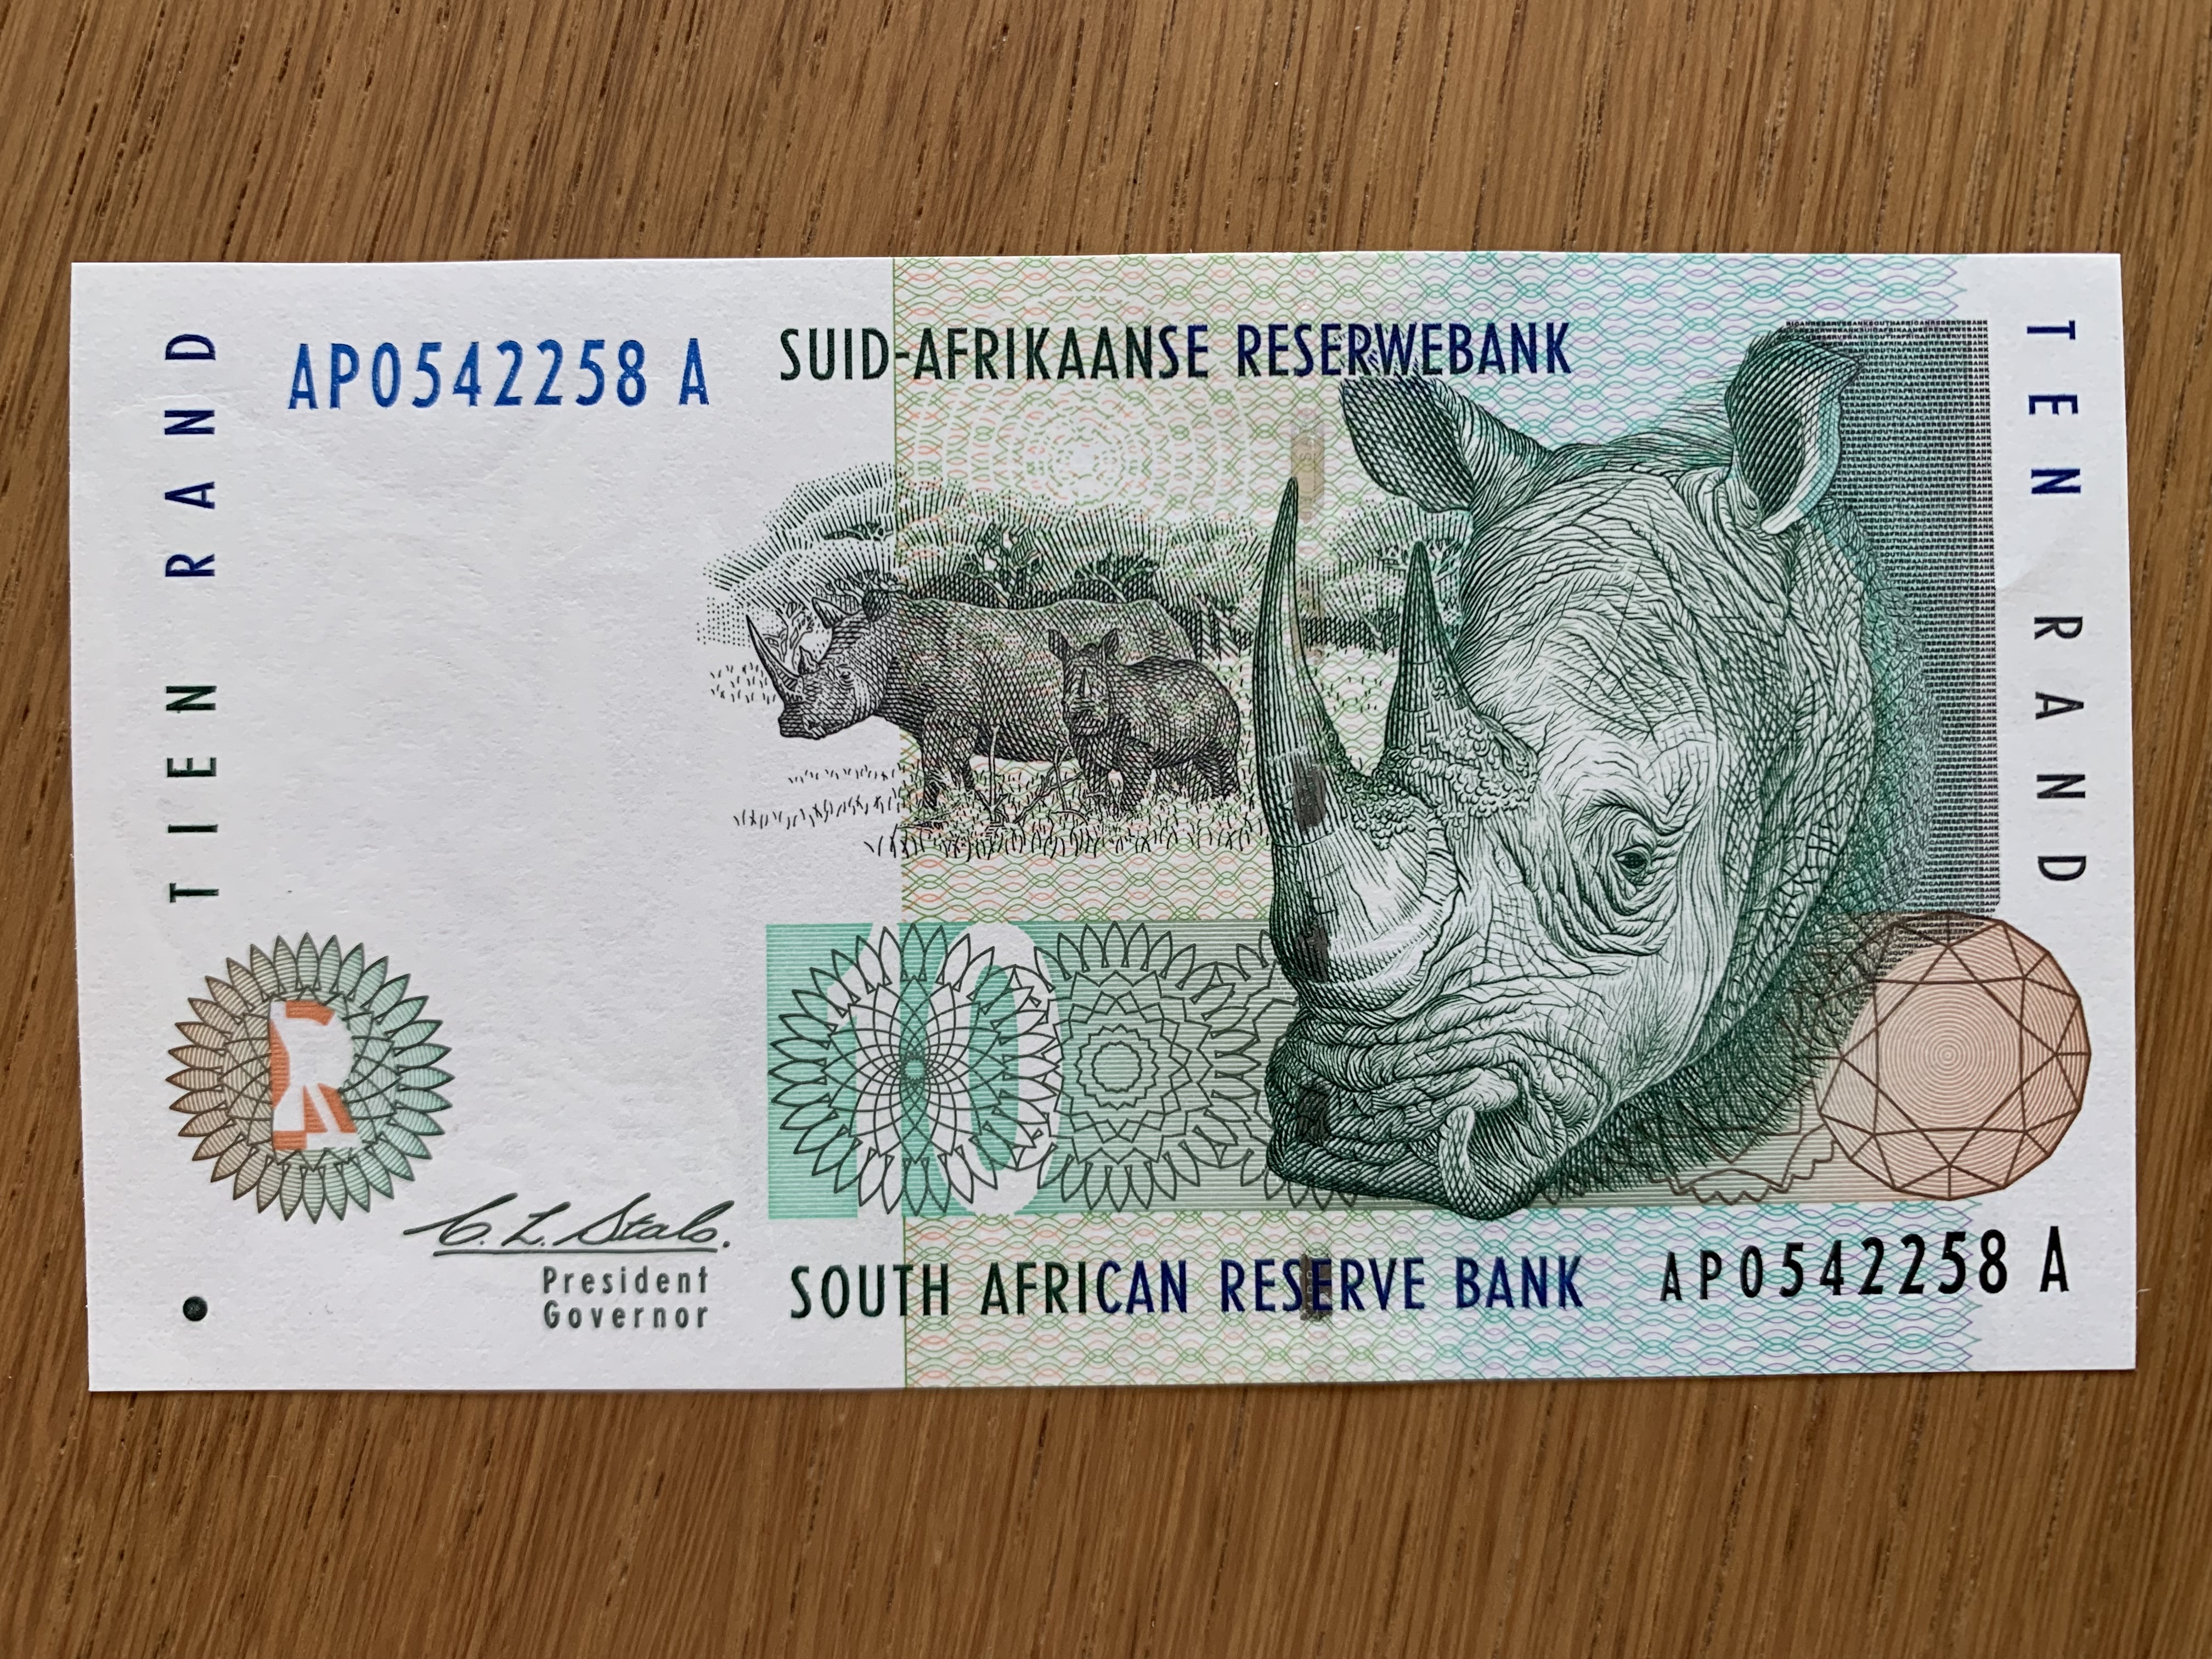 TIEN RAND
AP0542258 A
SUID-AFRIKAANSE RESERWEBANK
TEN RAND
10
R
C. L. Stals.
President
Governor
SOUTH AFRICAN RESERVE BANK
AP0542258 A